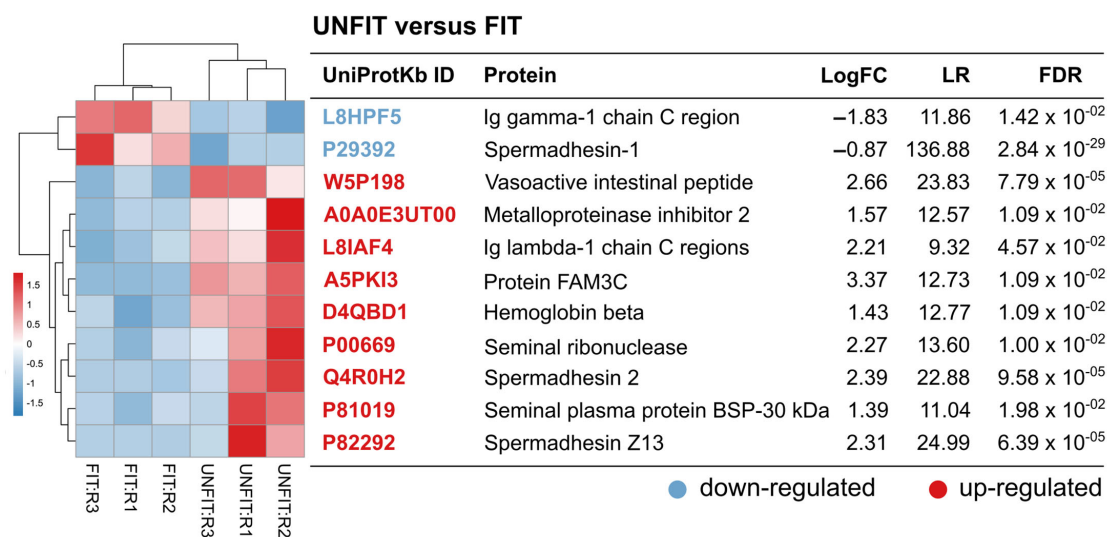 UNFIT versus FIT
UniProtKb ID Protein LogFC LR FDR
L8HPF5 Ig gamma-1 chain C region –1.83 11.86 1.42 x 10-02
P29392 Spermadhesin-1 –0.87 136.88 2.84 x 10-29
W5P198 Vasoactive intestinal peptide 2.66 23.83 7.79 x 10-05
A0A0E3UT00 Metalloproteinase inhibitor 2 1.57 12.57 1.09 x 10-02
L8IAF4 Ig lambda-1 chain C regions 2.21 9.32 4.57 x 10-02
A5PKI3 Protein FAM3C 3.37 12.73 1.09 x 10-02
D4QBD1 Hemoglobin beta 1.43 12.77 1.09 x 10-02
P00669 Seminal ribonuclease 2.27 13.60 1.00 x 10-02
Q4R0H2 Spermadhesin 2 2.39 22.88 9.58 x 10-05
P81019 Seminal plasma protein BSP-30 kDa 1.39 11.04 1.98 x 10-02
P82292 Spermadhesin Z13 2.31 24.99 6.39 x 10-05
down-regulated up-regulated
1.5
1
0.5
0
-0.5
-1
-1.5
FIT:R3
FIT:R1
FIT:R2
UNFIT:R3
UNFIT:R1
UNFIT:R2